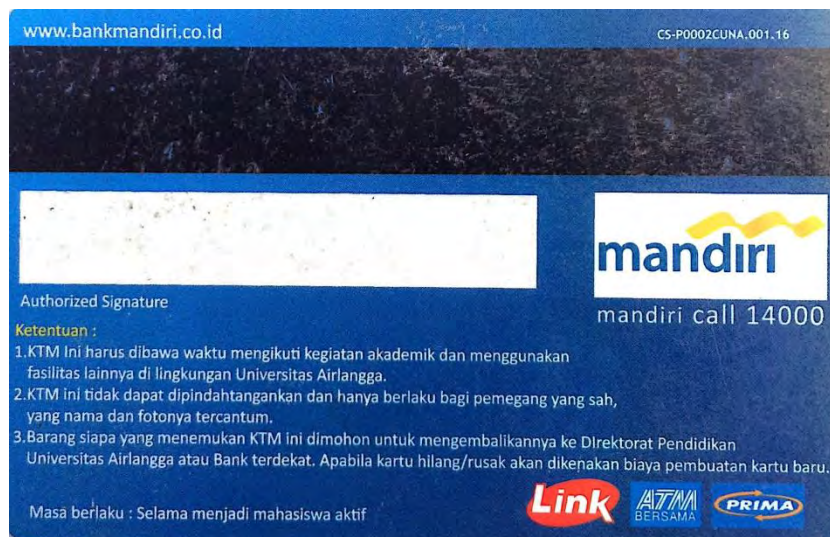 www.bankmandiri.co.id
CS-P0002CUNA.001.16
mandiri
Authorized Signature
mandiri call 14000
Ketentuan :
1.KTM Ini harus dibawa waktu mengikuti kegiatan akademik dan menggunakan
fasilitas lainnya di lingkungan Universitas Airlangga.
2.KTM ini tidak dapat dipindahtangankan dan hanya berlaku bagi pemegang yang sah,
yang nama dan fotonya tercantum.
3.Barang siapa yang menemukan KTM ini dimohon untuk mengembalikannya ke DIrektorat Pendidikan
Universitas Airlangga atau Bank terdekat. Apabila kartu hilang/rusak akan dikenakan biaya pembuatan kartu baru.
Masa berlaku : Selama menjadi mahasiswa aktif
Link
ATM
BERSAMA
PRIMA